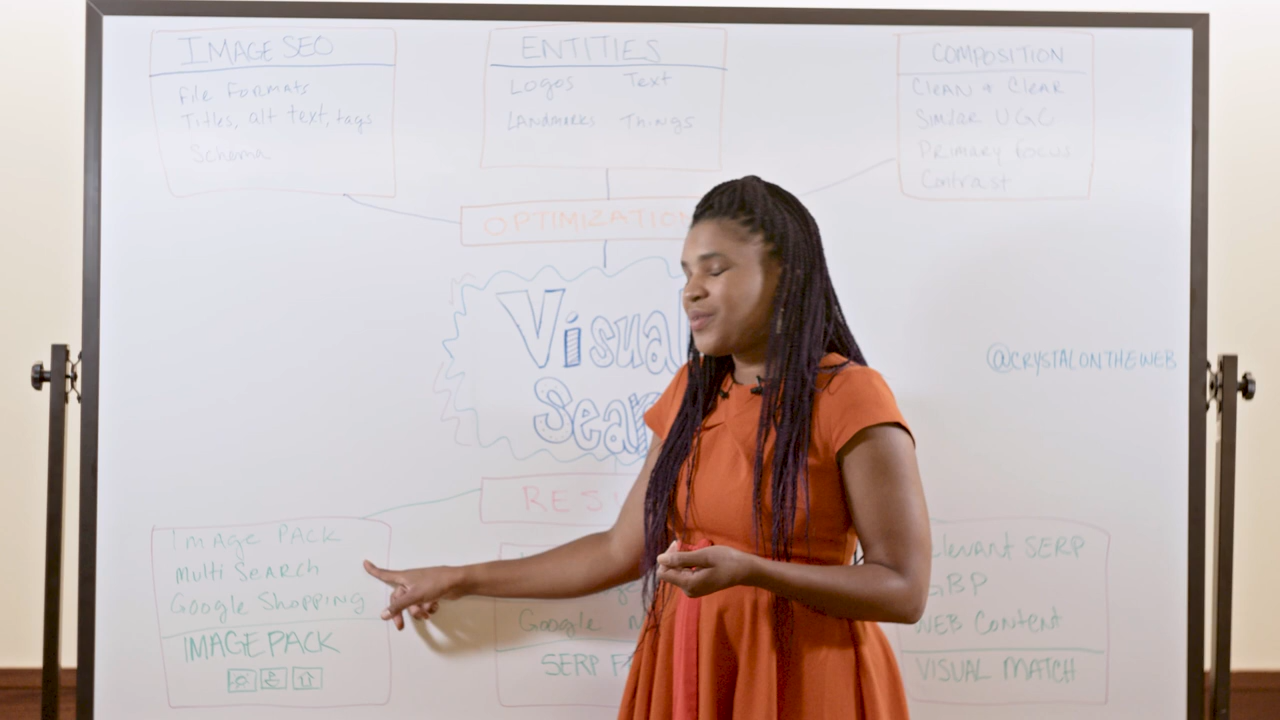 IMAGE SEO
File Formats
Titles, alt text, tags
Schema
ENTITIES
Logos Text
Landmarks Things
COMPOSITION
Clean + Clear
Similar UGC
Primary focus
Contrast
OPTIMIZATION
Visual
@CRYSTALONTHEWEB
Image Pack
Multi Search
Google Shopping
IMAGE PACK
Google
SERP
SERP
GBP
WEB Content
VISUAL MATCH